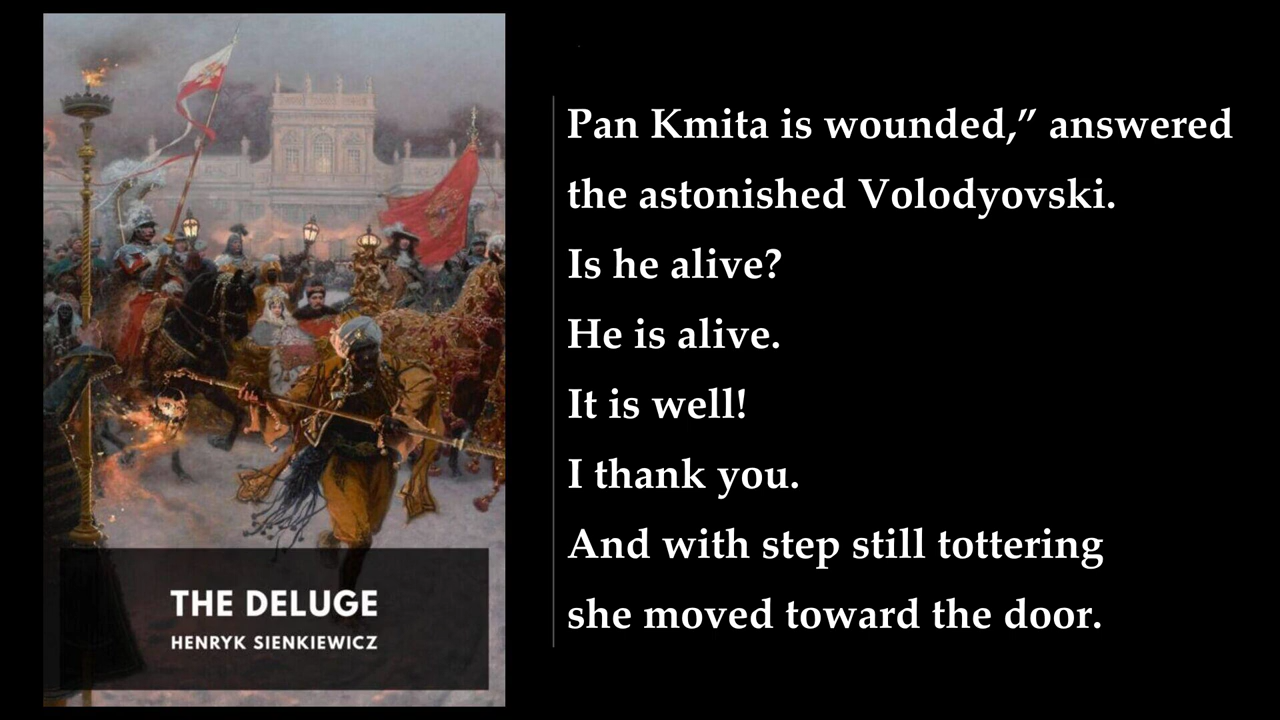 THE DELUGE
HENRYK SIENKIEWICZ
Pan Kmita is wounded,” answered
the astonished Volodyovski.
Is he alive?
He is alive.
It is well!
I thank you.
And with step still tottering
she moved toward the door.